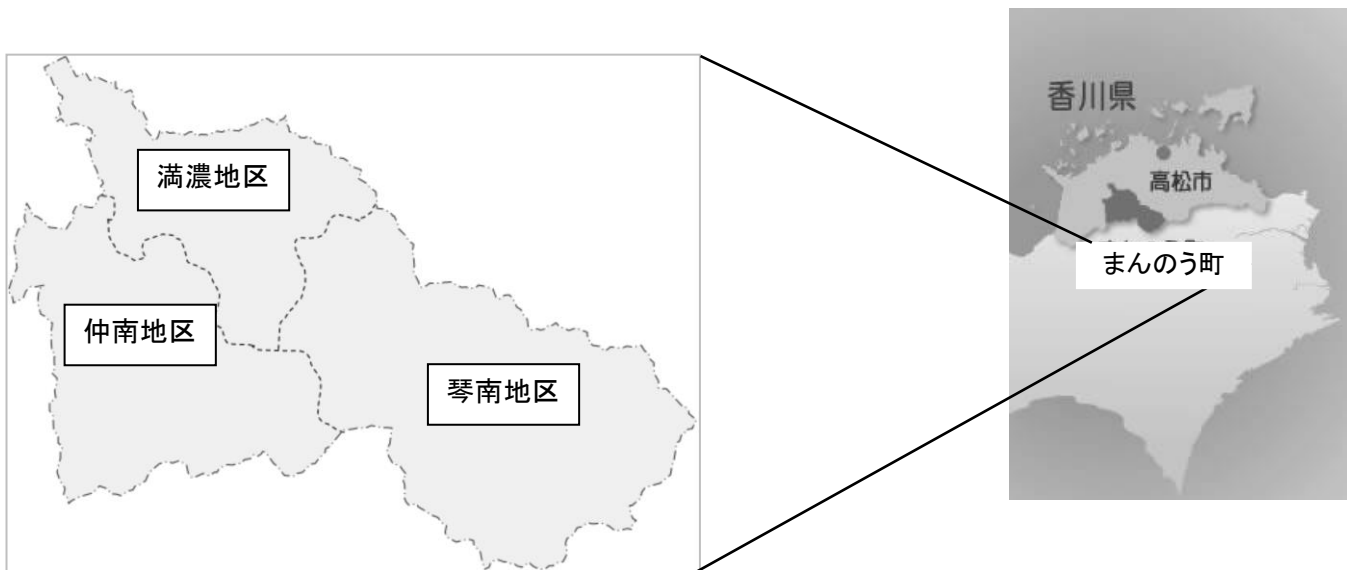 満濃地区
仲南地区
琴南地区
香川県
高松市
まんのう町